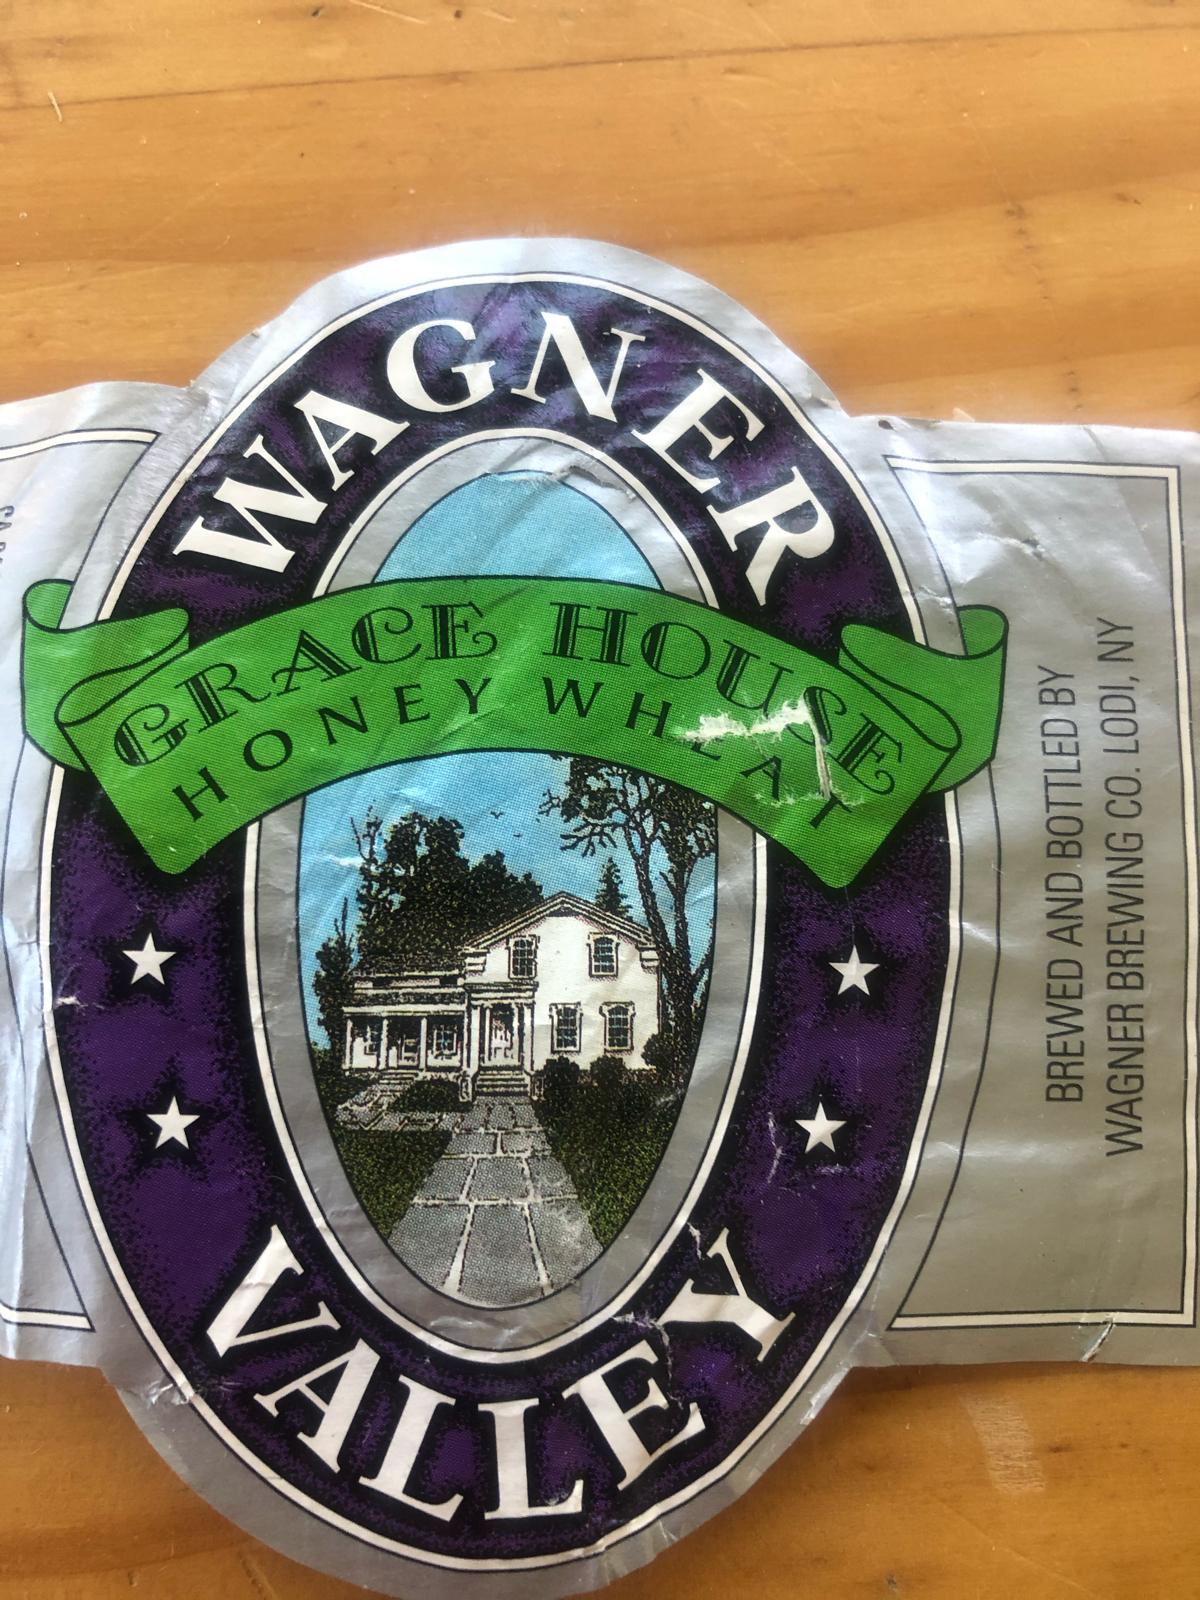 WAGNER
GRACE HOUSE
HONEY WHEAT
VALLEY
BREWED AND BOTTLED BY
WAGNER BREWING CO. LODI, NY